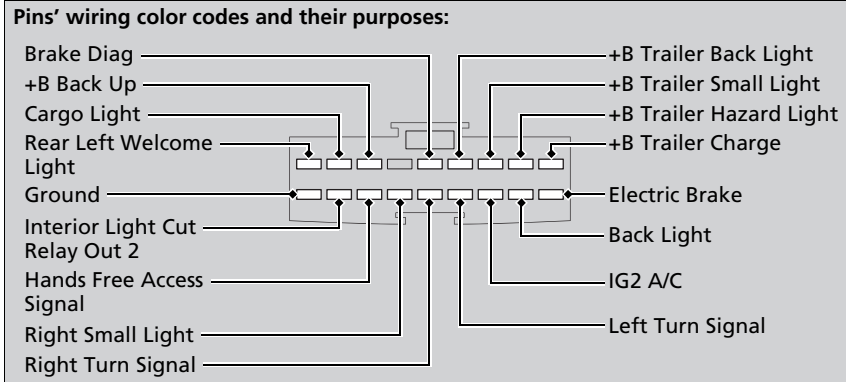 Pins’ wiring color codes and their purposes:
Brake Diag
+B Back Up
Cargo Light
Rear Left Welcome
Light
Ground
Interior Light Cut
Relay Out 2
Hands Free Access
Signal
Right Small Light
Right Turn Signal
+B Trailer Back Light
+B Trailer Small Light
+B Trailer Hazard Light
+B Trailer Charge
Electric Brake
Back Light
IG2 A/C
Left Turn Signal